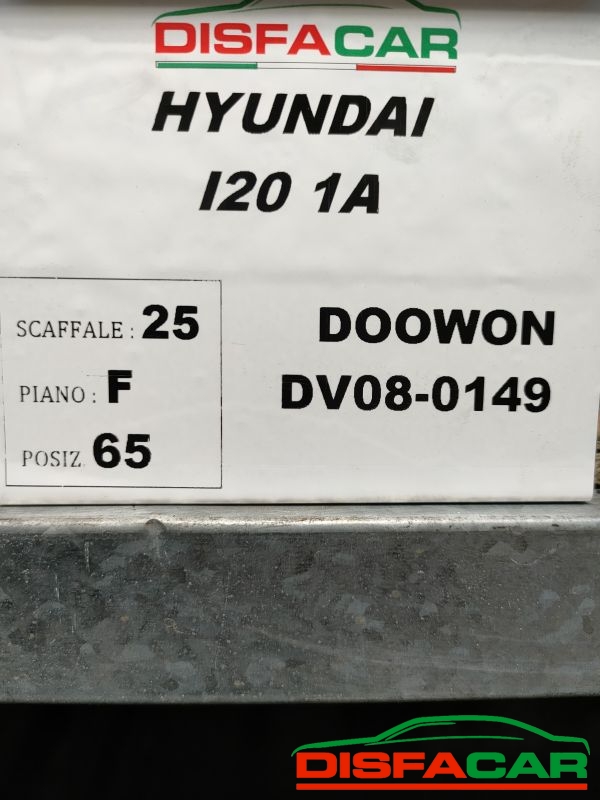 DISFACAR
HYUNDAI
I20 1A
SCAFFALE : 25
PIANO : F
POSIZ 65
DOOWON
DV08-0149
DISFACAR